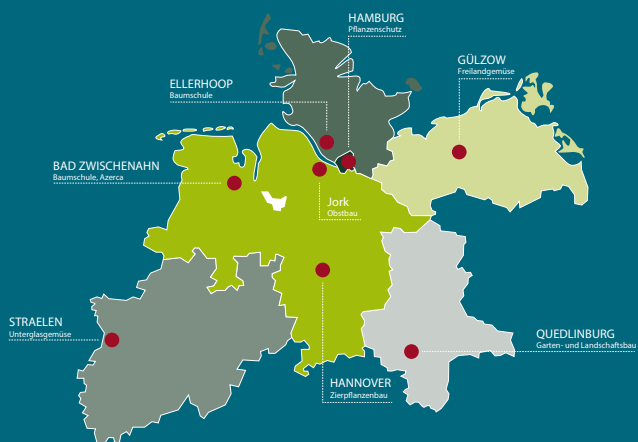 HAMBURG
Pflanzenschutz
GÜLZOW
Freilandgemüse
ELLERHOOP
Baumschule
BAD ZWISCHENAHN
Baumschule, Azerca
Jork
Obstbau
STRAELEN
Unterglasgemüse
QUEDLINBURG
Garten- und Landschaftsbau
HANNOVER
Zierpflanzenbau